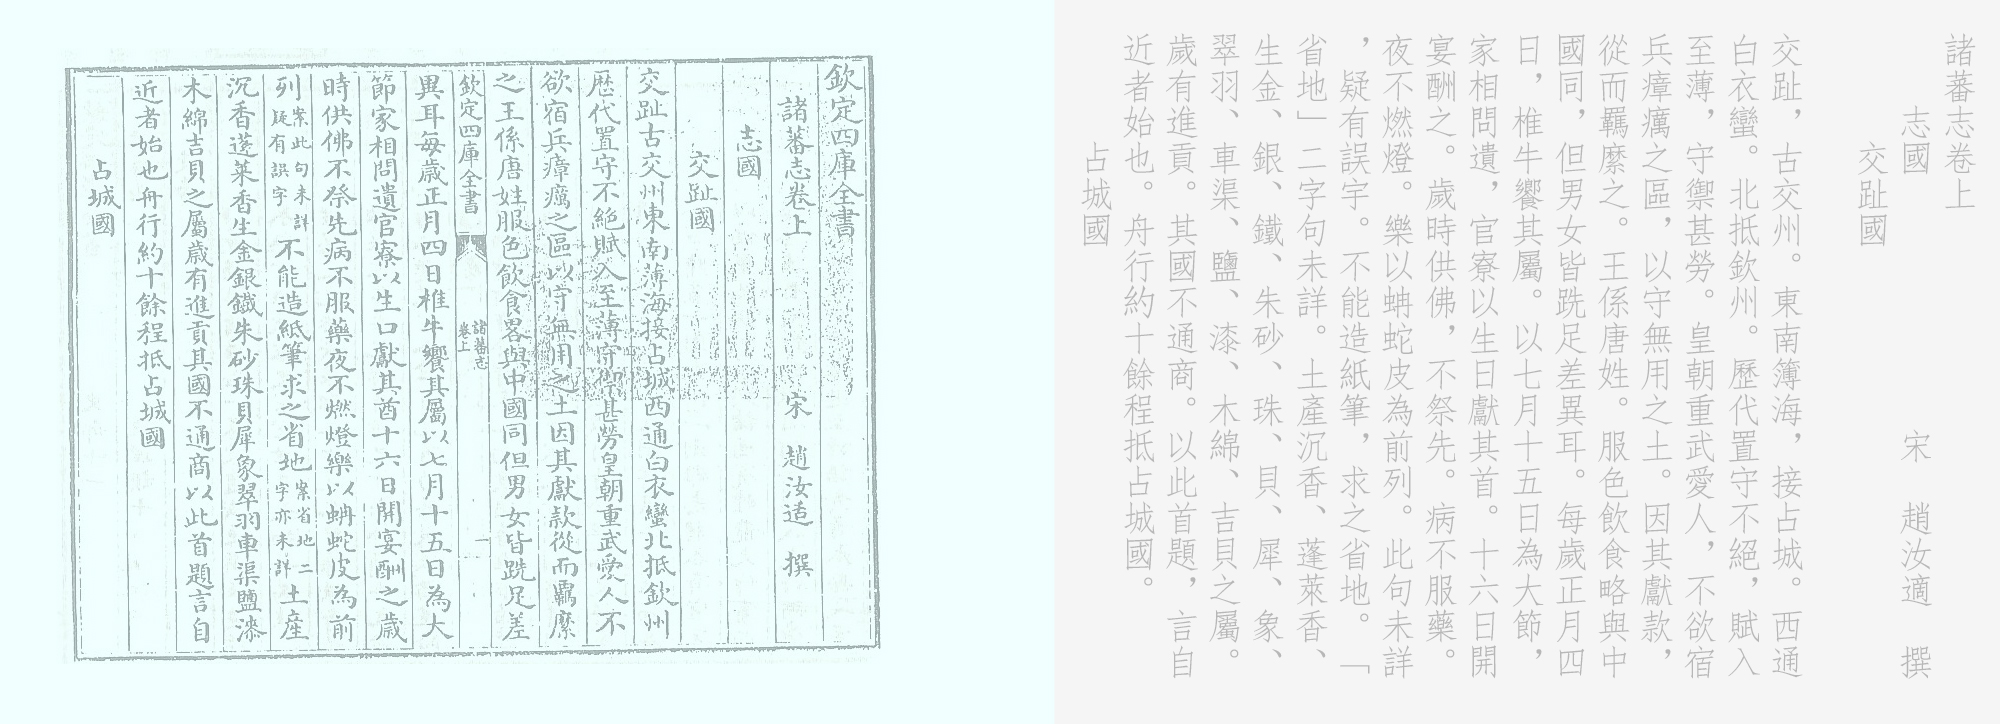 欽定四庫全書
諸蕃志卷上　宋　趙汝适　撰
志國
交趾國
交趾古交州東南薄海接占城西通白衣蠻北抵欽州
歴代置守不絶賦入至薄守禦甚勞皇朝重武愛人不
欲宿兵瘴癘之區以守無用之土因其獻款從而羈縻
之王係唐姓服色飲食畧與中國同但男女皆跣足差
欽定四庫全書　諸蕃志
卷上　一
異耳每歲正月四日椎牛饗其屬以七月十五日為大
節家相問遺官寮以生口獻其酋十六日開宴酬之歲
時供佛不祭先病不服藥夜不燃燈樂以蚺蛇皮為前
列案此句未詳疑有誤字不能造紙筆求之省地案省地二字亦未詳土産
沉香蓬萊香生金銀鐵朱砂珠貝犀象翠羽車渠鹽漆
木綿吉貝之屬歲有進貢其國不通商以此首題言自
近者始也舟行約十餘程抵占城國
占城國
諸蕃志卷上
志國　宋　趙汝適　撰
交趾國
交趾，古交州。東南簿海，接占城。西通
白衣蠻。北抵欽州。歷代置守不絕，賦入
至薄，守禦甚勞。皇朝重武愛人，不欲宿
兵瘴癘之區，以守無用之土。因其獻款，
從而羈縻之。王係唐姓。服色飲食略與中
國同，但男女皆跣足差異耳。每歲正月四
日，椎牛饗其屬。以七月十五日為大節，
家相問遺，官寮以生日獻其首。十六日開
宴酬之。歲時供佛，不祭先。病不服藥。
夜不燃燈。樂以蚺蛇皮為前列。此句未詳
，疑有誤字。不能造紙筆，求之省地。「
省地」二字句未詳。土產沉香、蓬萊香、
生金、銀、鐵、朱砂、珠、貝、犀、象、
翠羽、車渠、鹽、漆、木綿、吉貝之屬。
歲有進貢。其國不通商。以此首題，言自
近者始也。舟行約十餘程抵占城國。
占城國